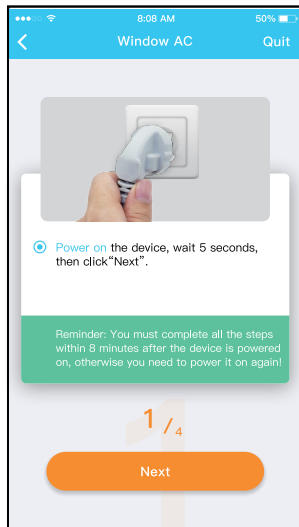 8:08 AM
50%
Window AC
Quit
Power on the device, wait 5 seconds,
then click“Next”.
Reminder: You must complete all the steps
within 8 minutes after the device is powered
on, otherwise you need to power it on again!
1/4
Next